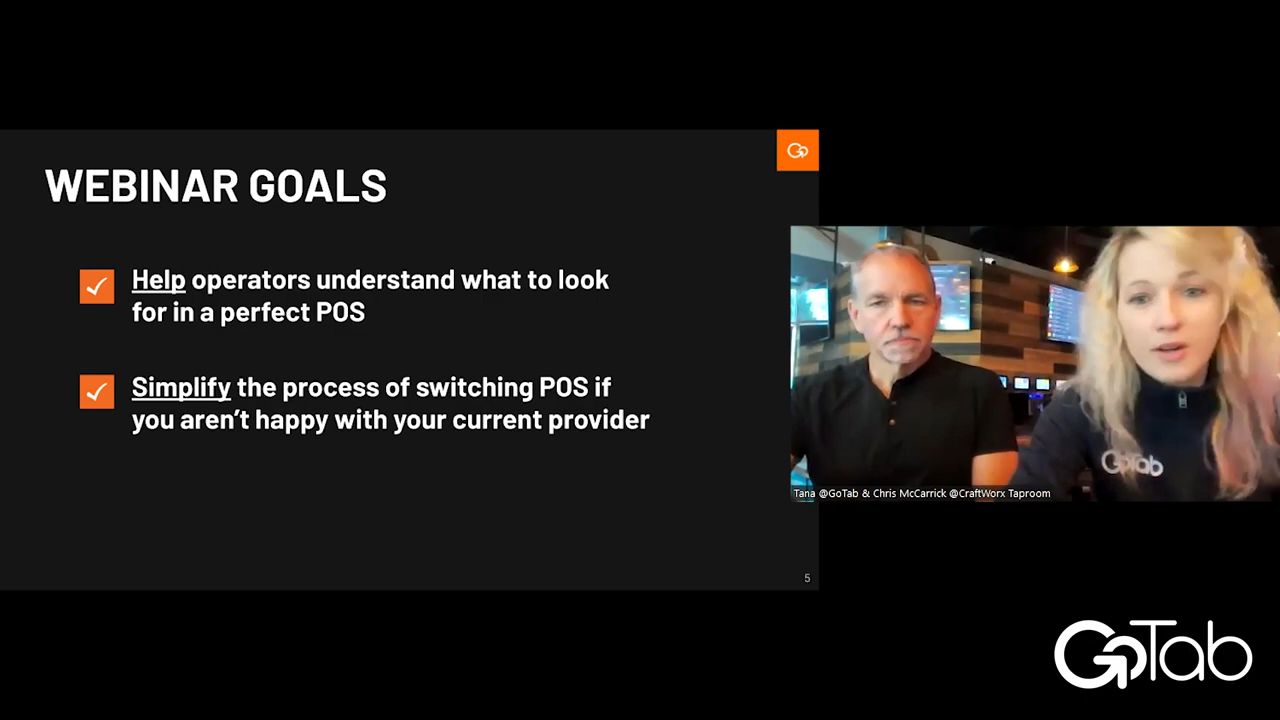 WEBINAR GOALS
Help operators understand what to look
for in a perfect POS
Simplify the process of switching POS if
you aren’t happy with your current provider
5
GoTab
Tana @GoTab & Chris McCarrick @CraftWorx Taproom
GoTab